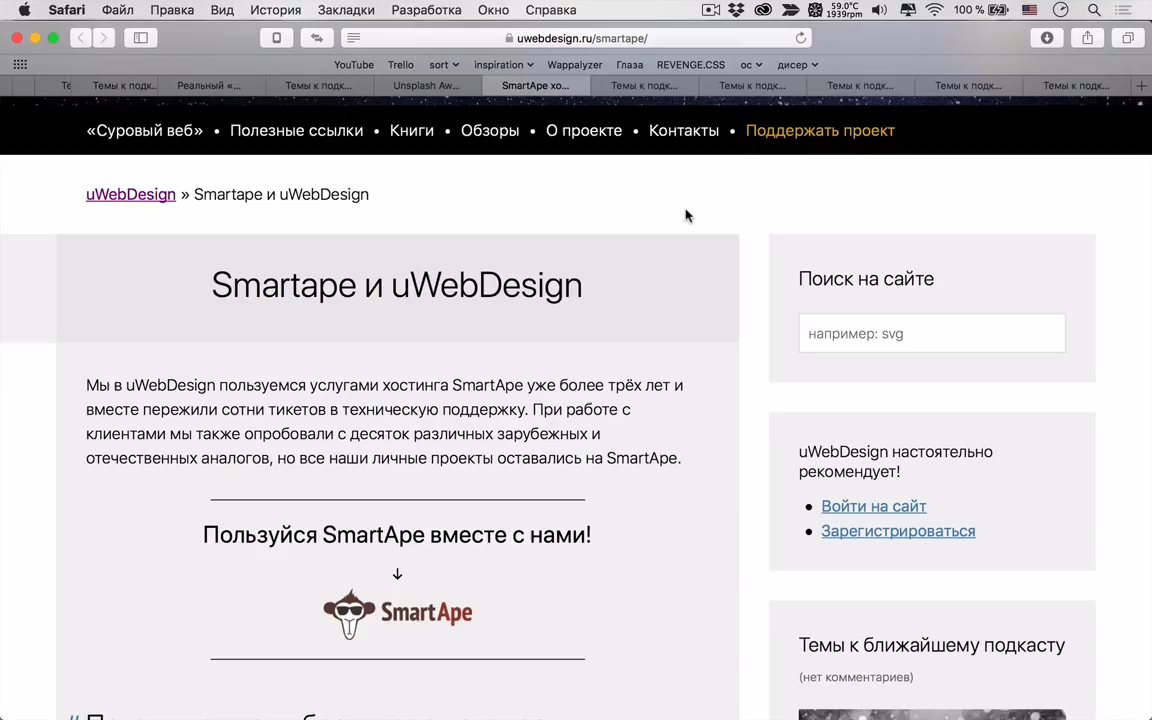 Safari Файл Правка Вид История Закладки Разработка Окно Справка 59.0°C 1939rpm 100 %
uwebdesign.ru/smartape/
YouTube Trello sort inspiration Wappalyzer Глаза REVENGE.CSS ос дисер
Те Темы к подк... Реальный «... Темы к подк... Unsplash Aw... SmartApe хо... Темы к подк... Темы к подк... Темы к подк... Темы к подк... Темы к подк...
«Суровый веб» • Полезные ссылки • Книги • Обзоры • О проекте • Контакты • Поддержать проект
uWebDesign » Smartape и uWebDesign
Smartape и uWebDesign
Мы в uWebDesign пользуемся услугами хостинга SmartApe уже более трёх лет и
вместе пережили сотни тикетов в техническую поддержку. При работе с
клиентами мы также опробовали с десяток различных зарубежных и
отечественных аналогов, но все наши личные проекты оставались на SmartApe.
Пользуйся SmartApe вместе с нами!
↓
SmartApe
Поиск на сайте
например: svg
uWebDesign настоятельно
рекомендует!
• Войти на сайт
• Зарегистрироваться
Темы к ближайшему подкасту
(нет комментариев)